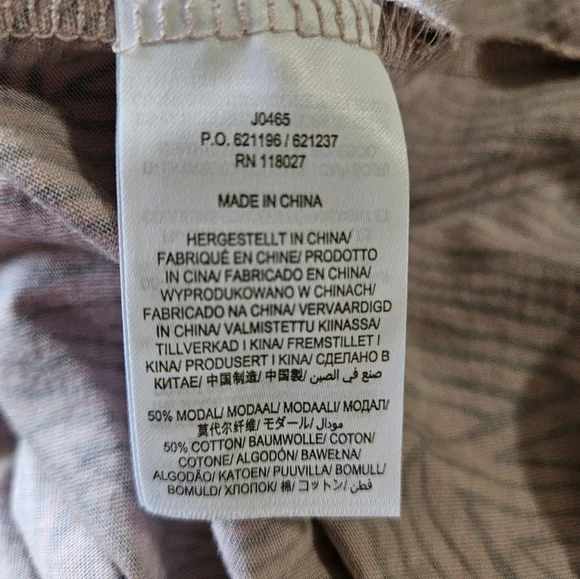 J0465
P.O. 621196 / 621237
RN 118027
MADE IN CHINA
HERGESTELLT IN CHINA/
FABRIQUÉ EN CHINE/ PRODOTTO
IN CINA/ FABRICADO EN CHINA/
WYPRODUKOWANO W CHINACH/
FABRICADO NA CHINA/ VERVAARDIGD
IN CHINA/ VALMISTETTU KIINASSA/
TILLVERKAD I KINA/ FREMSTILLET I
KINA/ PRODUSERT I KINA/ СДЕЛАНО В
КИТАЕ/ 中国制造/ 中国製/ صنع في الصين
50% MODAL/ MODAAL/ MODAALI/ МОДАЛ/
莫代尔纤维/ モダール/ مودال/
50% COTTON/ BAUMWOLLE/ COTON/
COTONE/ ALGODÓN/ BAWEŁNA/
ALGODÃO/ KATOEN/ PUUVILLA/ BOMULL/
BOMULD/ ХЛОПОК/ 棉/ コットン/ قطن/